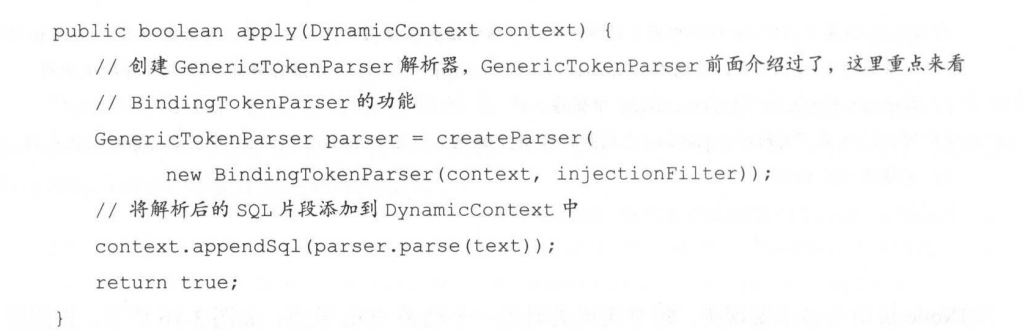 public boolean apply(DynamicContext context) {
// 创建 GenericTokenParser 解析器，GenericTokenParser 前面介绍过了，这里重点来看
// BindingTokenParser 的功能
GenericTokenParser parser = createParser(
new BindingTokenParser(context, injectionFilter));
// 将解析后的 SQL 片段添加到 DynamicContext 中
context.appendSql(parser.parse(text));
return true;
}